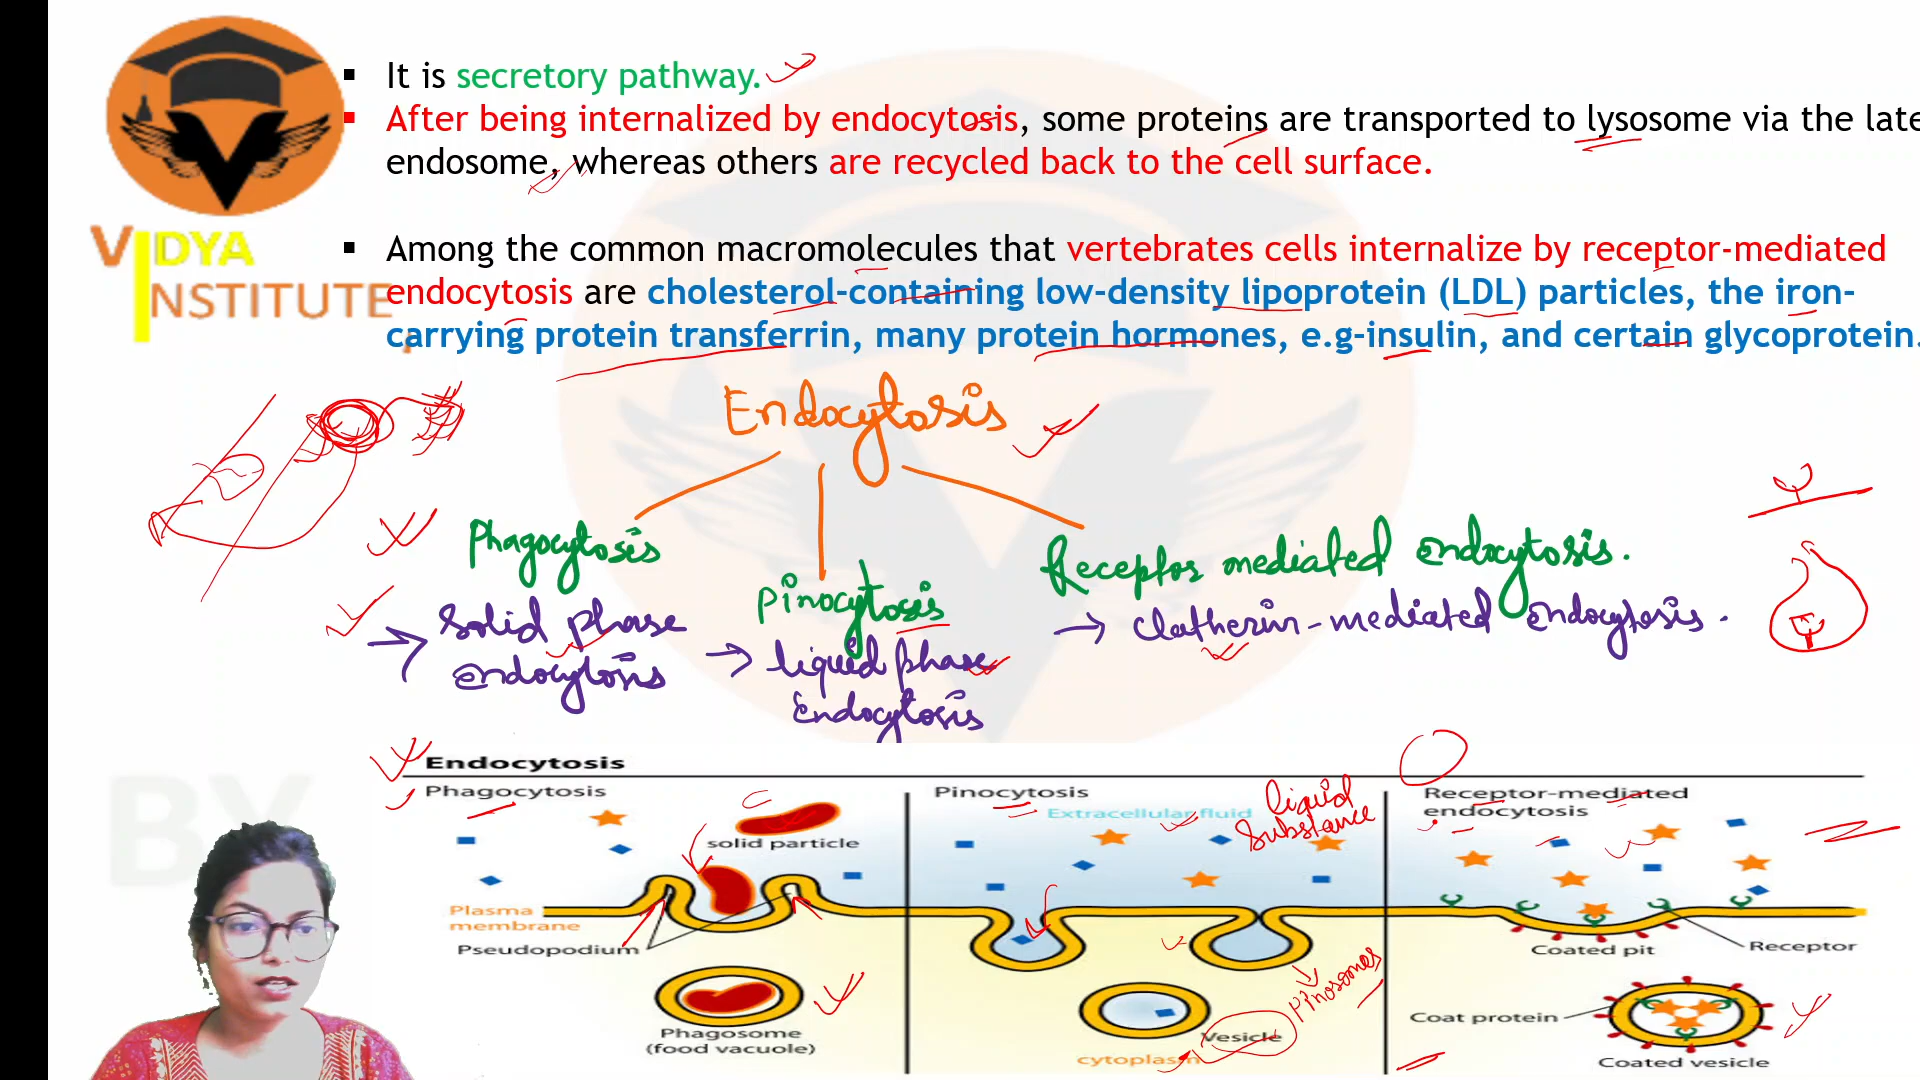 It is secretory pathway.
After being internalized by endocytosis, some proteins are transported to lysosome via the late
endosome, whereas others are recycled back to the cell surface.
VIDYA
INSTITUTE
Among the common macromolecules that vertebrates cells internalize by receptor-mediated
endocytosis are cholesterol-containing low-density lipoprotein (LDL) particles, the iron-
carrying protein transferrin, many protein hormones, e.g-insulin, and certain glycoprotein.
Endocytosis
Phagocytosis
Pinocytosis
Receptor mediated endocytosis.
→ Solid phase
endocytosis
→ liquid phase
Endocytosis
→ Clatherin-mediated endocytosis.
BY
Endocytosis
Phagocytosis
solid particle
Plasma
membrane
Pseudopodium
Phagosome
(food vacuole)
Pinocytosis
Extracellular fluid
liquid
Substance
Pinosomes
Vesicle
cytoplasm
Receptor-mediated
endocytosis
Coated pit
Receptor
Coat protein
Coated vesicle